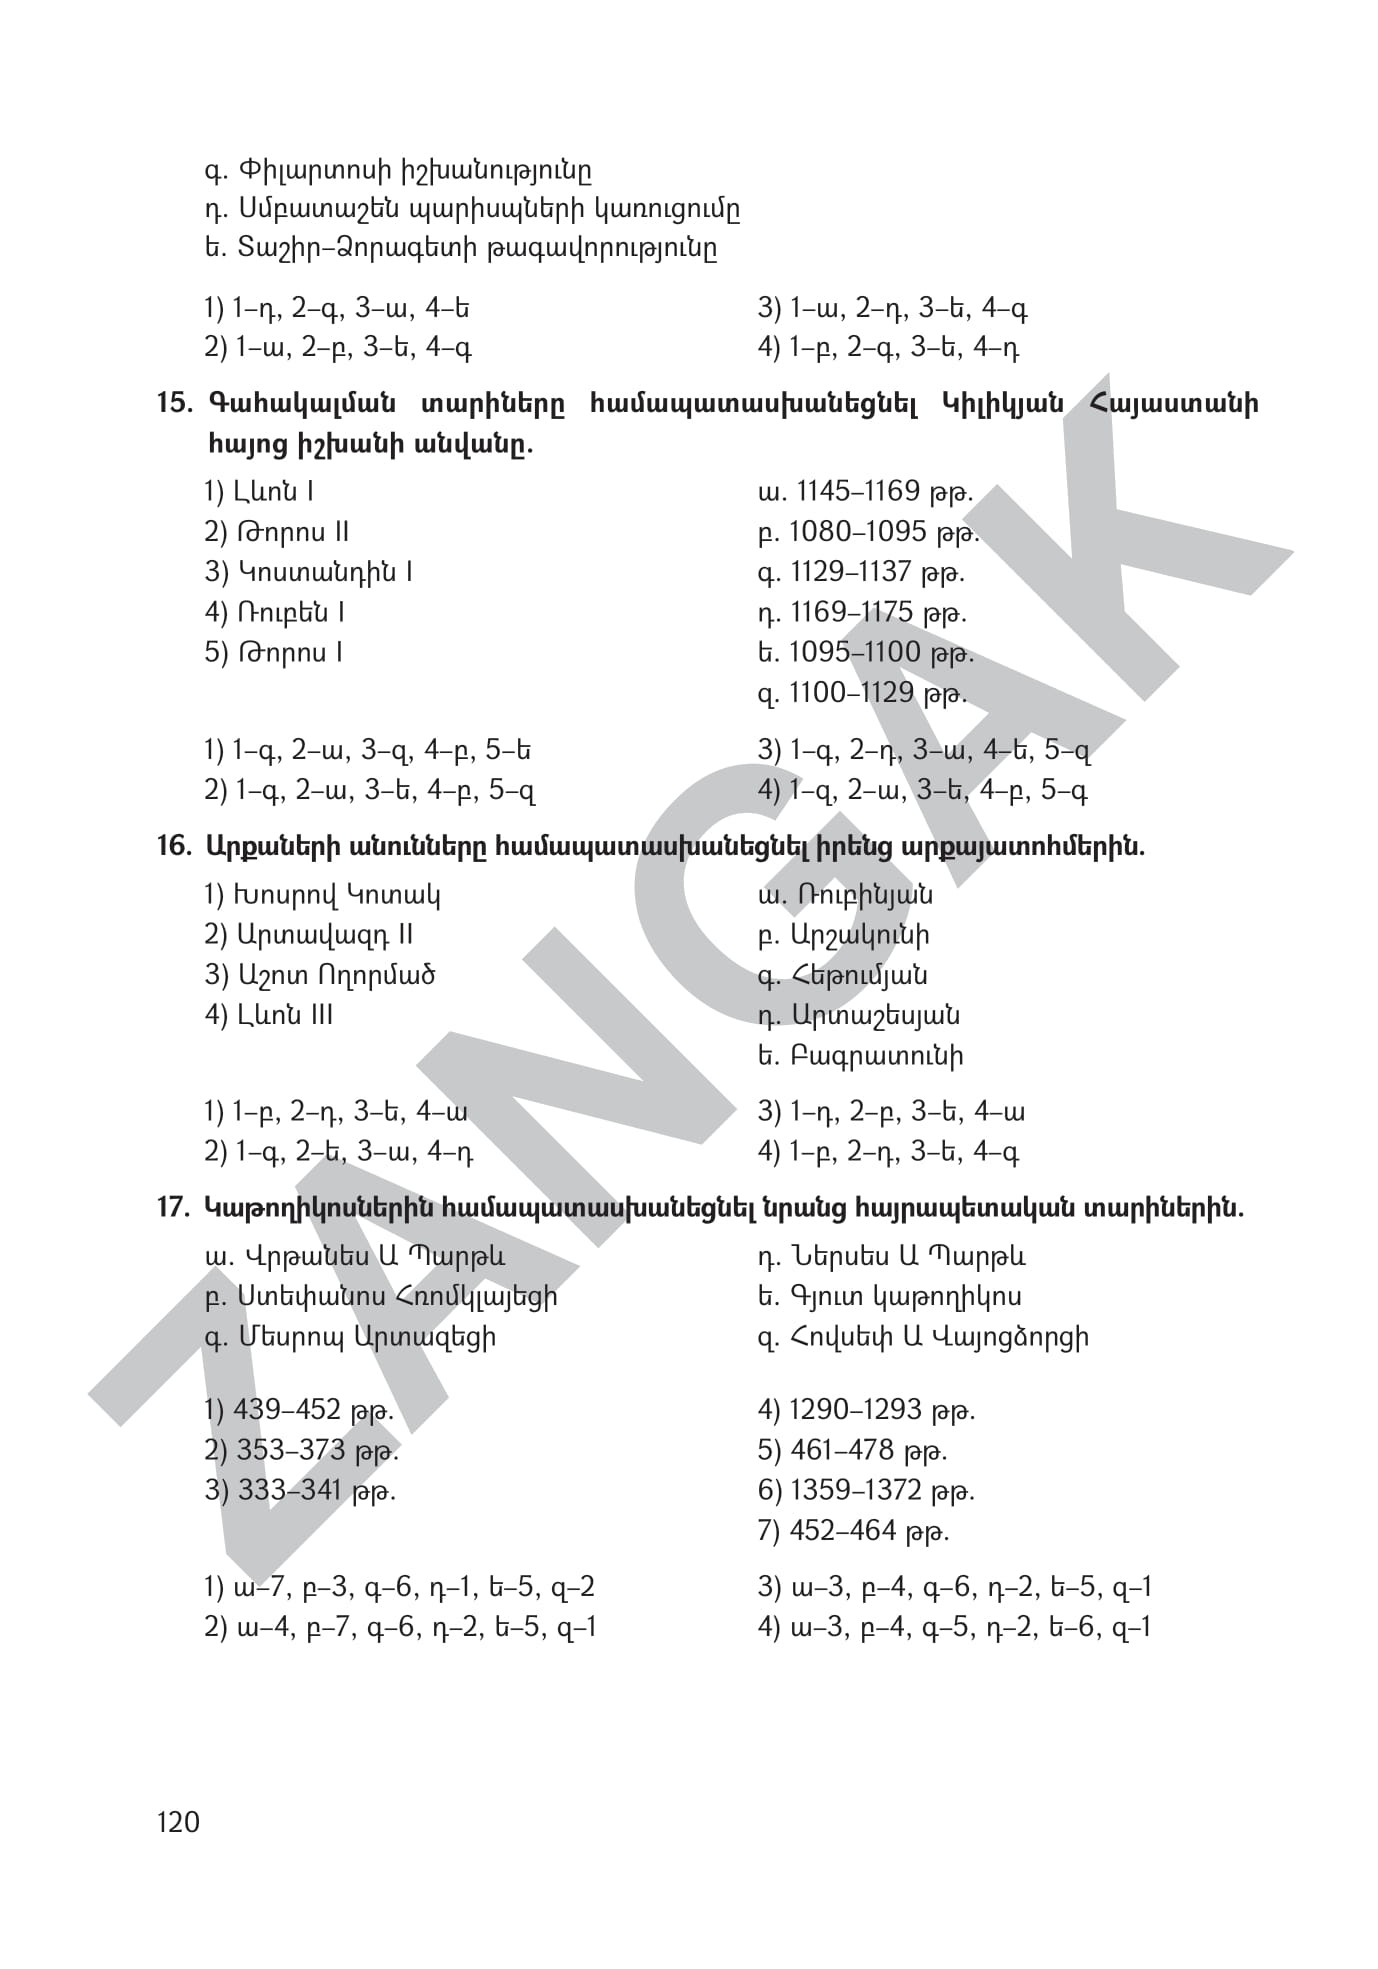 գ. Փիլարտոսի իշխանությունը
դ. Սմբատաշեն պարիսպների կառուցումը
ե. Տաշիր–Ձորագետի թագավորությունը
1) 1–դ, 2–գ, 3–ա, 4–ե
3) 1–ա, 2–դ, 3–ե, 4–գ
2) 1–ա, 2–բ, 3–ե, 4–գ
4) 1–բ, 2–գ, 3–ե, 4–դ
15. Գահակալման տարիները համապատասխանեցնել Կիլիկյան Հայաստանի
հայոց իշխանի անվանը.
1) Լևոն I
ա. 1145–1169 թթ.
2) Թորոս II
բ. 1080–1095 թթ.
3) Կոստանդին I
գ. 1129–1137 թթ.
4) Ռուբեն I
դ. 1169–1175 թթ.
5) Թորոս I
ե. 1095–1100 թթ.
զ. 1100–1129 թթ.
1) 1–գ, 2–ա, 3–զ, 4–բ, 5–ե
3) 1–գ, 2–դ, 3–ա, 4–ե, 5–զ
2) 1–գ, 2–ա, 3–ե, 4–բ, 5–զ
4) 1–զ, 2–ա, 3–ե, 4–բ, 5–գ
16. Արքաների անունները համապատասխանեցնել իրենց արքայատոհմերին.
1) Խոսրով Կոտակ
ա. Ռուբինյան
2) Արտավազդ II
բ. Արշակունի
3) Աշոտ Ողորմած
գ. Հեթումյան
4) Լևոն III
դ. Արտաշեսյան
ե. Բագրատունի
1) 1–բ, 2–դ, 3–ե, 4–ա
3) 1–դ, 2–բ, 3–ե, 4–ա
2) 1–գ, 2–ե, 3–ա, 4–դ
4) 1–բ, 2–դ, 3–ե, 4–գ
17. Կաթողիկոսներին համապատասխանեցնել նրանց հայրապետական տարիներին.
ա. Վրթանես Ա Պարթև
դ. Ներսես Ա Պարթև
բ. Ստեփանոս Հռոմկլայեցի
ե. Գյուտ կաթողիկոս
գ. Մեսրոպ Արտազեցի
զ. Հովսեփ Ա Վայոցձորցի
1) 439–452 թթ.
4) 1290–1293 թթ.
2) 353–373 թթ.
5) 461–478 թթ.
3) 333–341 թթ.
6) 1359–1372 թթ.
7) 452–464 թթ.
1) ա–7, բ–3, գ–6, դ–1, ե–5, զ–2
3) ա–3, բ–4, գ–6, դ–2, ե–5, զ–1
2) ա–4, բ–7, գ–6, դ–2, ե–5, զ–1
4) ա–3, բ–4, գ–5, դ–2, ե–6, զ–1
120
ZANGAK